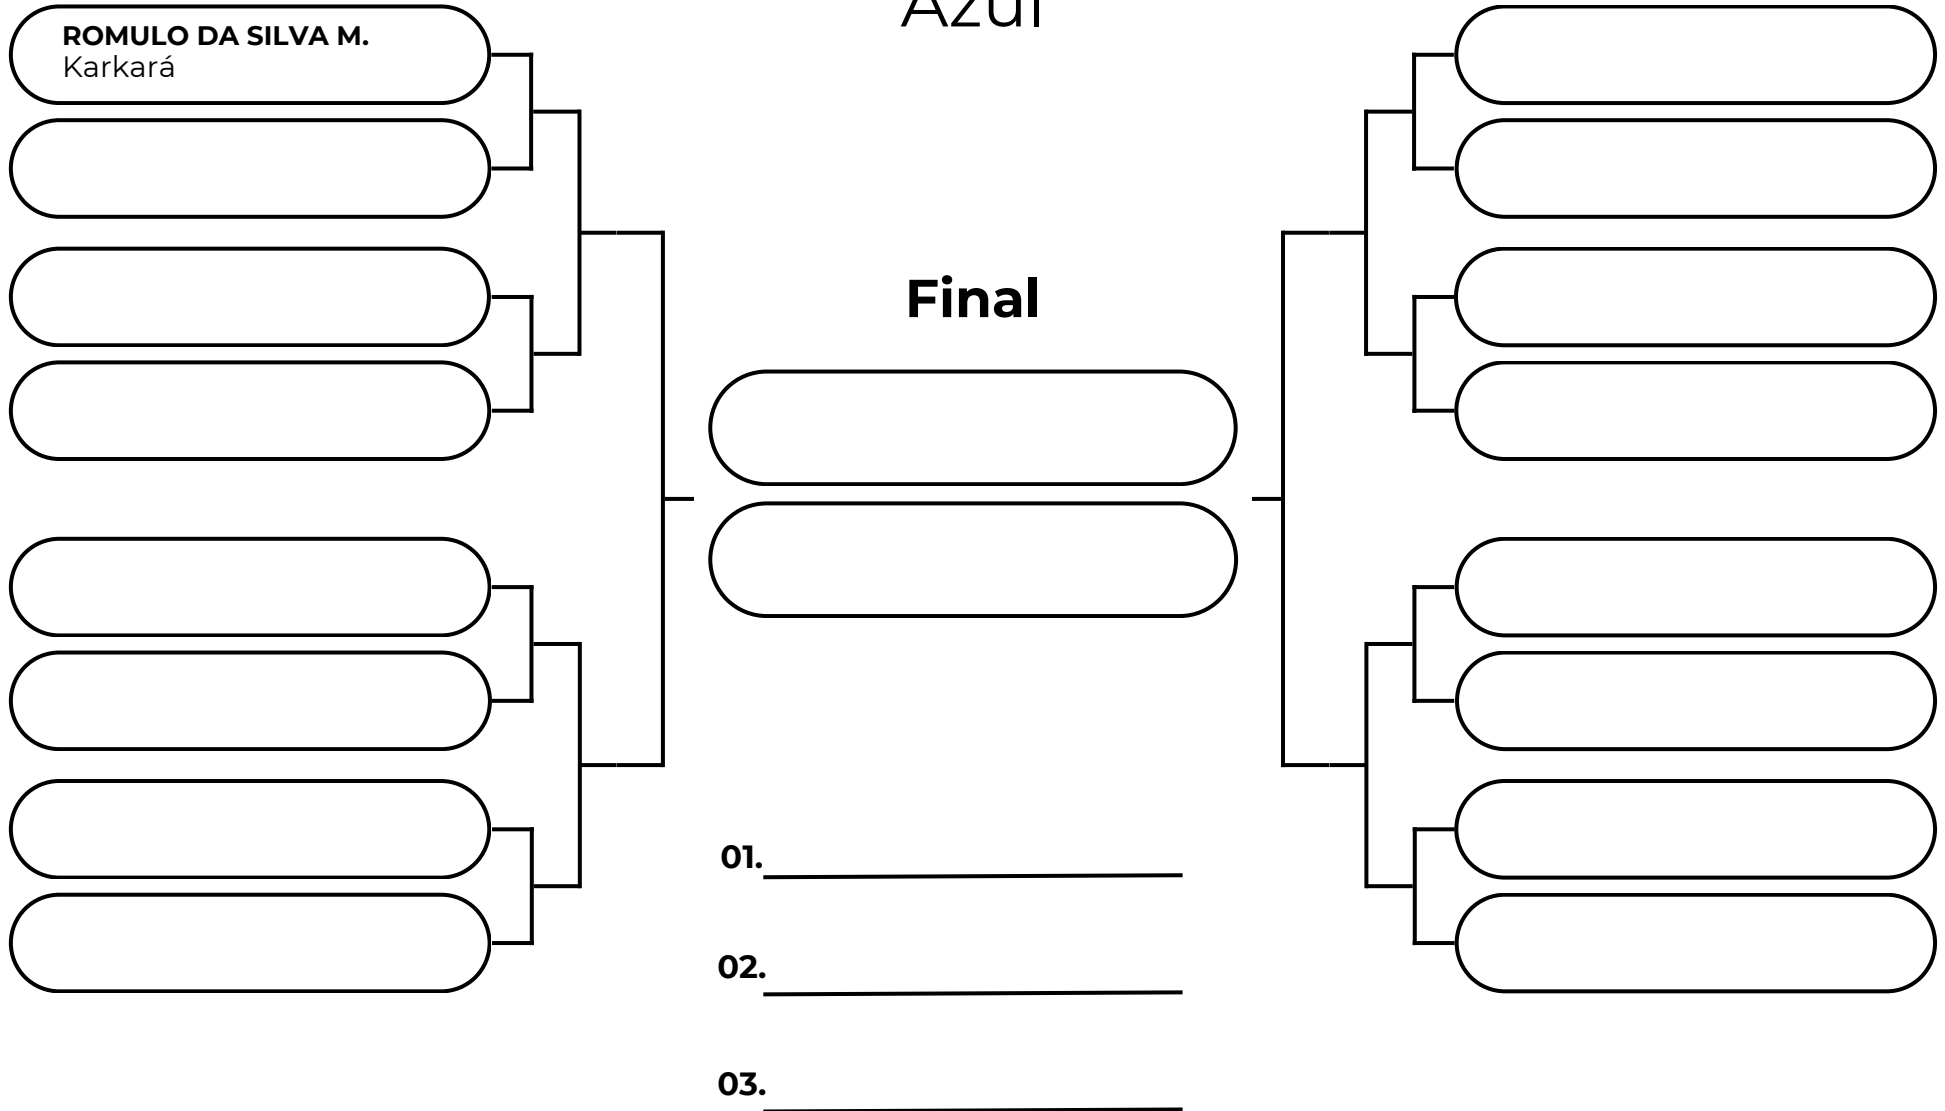 Azul
ROMULO DA SILVA M.
Karkará
Final
01.
02.
03.